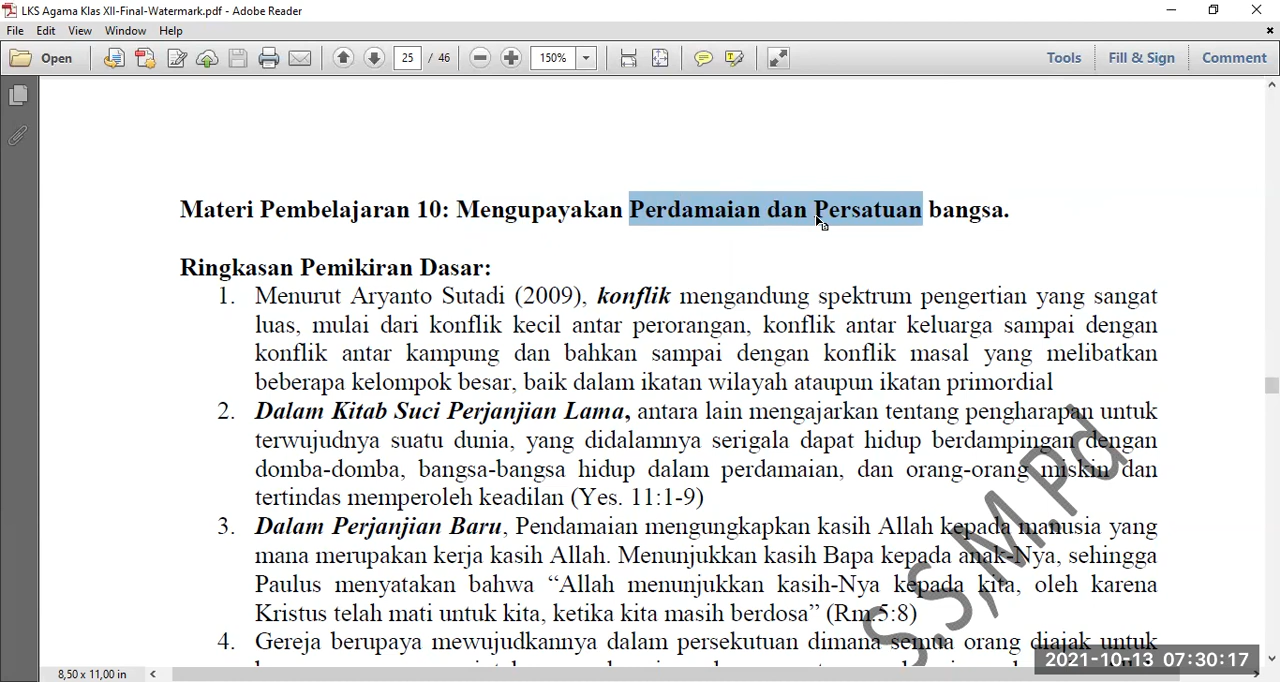 LKS Agama Klas XII-Final-Watermark.pdf - Adobe Reader
File Edit View Window Help
Open 25 / 46 150% Tools Fill & Sign Comment
Materi Pembelajaran 10: Mengupayakan Perdamaian dan Persatuan bangsa.
Ringkasan Pemikiran Dasar:
1. Menurut Aryanto Sutadi (2009), konflik mengandung spektrum pengertian yang sangat
luas, mulai dari konflik kecil antar perorangan, konflik antar keluarga sampai dengan
konflik antar kampung dan bahkan sampai dengan konflik masal yang melibatkan
beberapa kelompok besar, baik dalam ikatan wilayah ataupun ikatan primordial
2. Dalam Kitab Suci Perjanjian Lama, antara lain mengajarkan tentang pengharapan untuk
terwujudnya suatu dunia, yang didalamnya serigala dapat hidup berdampingan dengan
domba-domba, bangsa-bangsa hidup dalam perdamaian, dan orang-orang miskin dan
tertindas memperoleh keadilan (Yes. 11:1-9)
3. Dalam Perjanjian Baru, Pendamaian mengungkapkan kasih Allah kepada manusia yang
mana merupakan kerja kasih Allah. Menunjukkan kasih Bapa kepada anak-Nya, sehingga
Paulus menyatakan bahwa “Allah menunjukkan kasih-Nya kepada kita, oleh karena
Kristus telah mati untuk kita, ketika kita masih berdosa” (Rm.5:8)
4. Gereja berupaya mewujudkannya dalam persekutuan dimana semua orang diajak untuk
S.S,M.Pd
2021-10-13 07:30:17
8,50 x 11,00 in